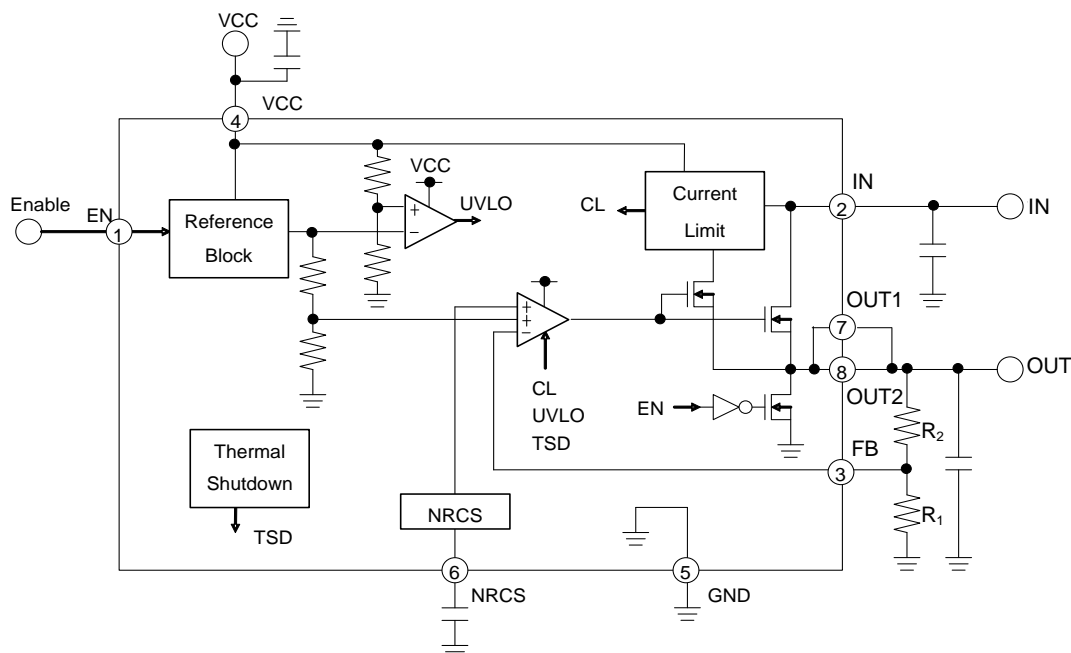 VCC
VCC
4
VCC
IN
Enable
EN
1
Reference
Block
+
−
UVLO
CL
Current
Limit
2
IN
OUT1
+
+
−
7
8
OUT
OUT2
CL
UVLO
TSD
EN
R2
FB
3
Thermal
Shutdown
TSD
NRCS
R1
6
NRCS
5
GND